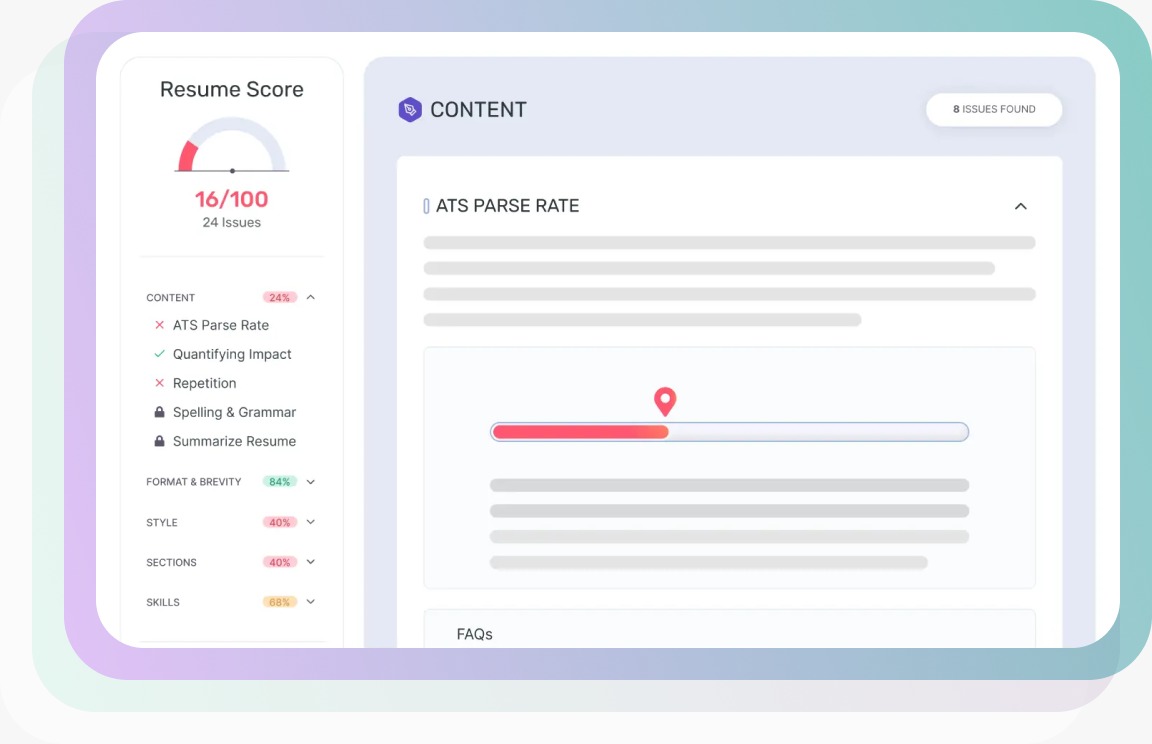 Resume Score
16/100
24 Issues
CONTENT 24%
ATS Parse Rate
Quantifying Impact
Repetition
Spelling & Grammar
Summarize Resume
FORMAT & BREVITY 84%
STYLE 40%
SECTIONS 40%
SKILLS 68%
CONTENT
8 ISSUES FOUND
ATS PARSE RATE
FAQs